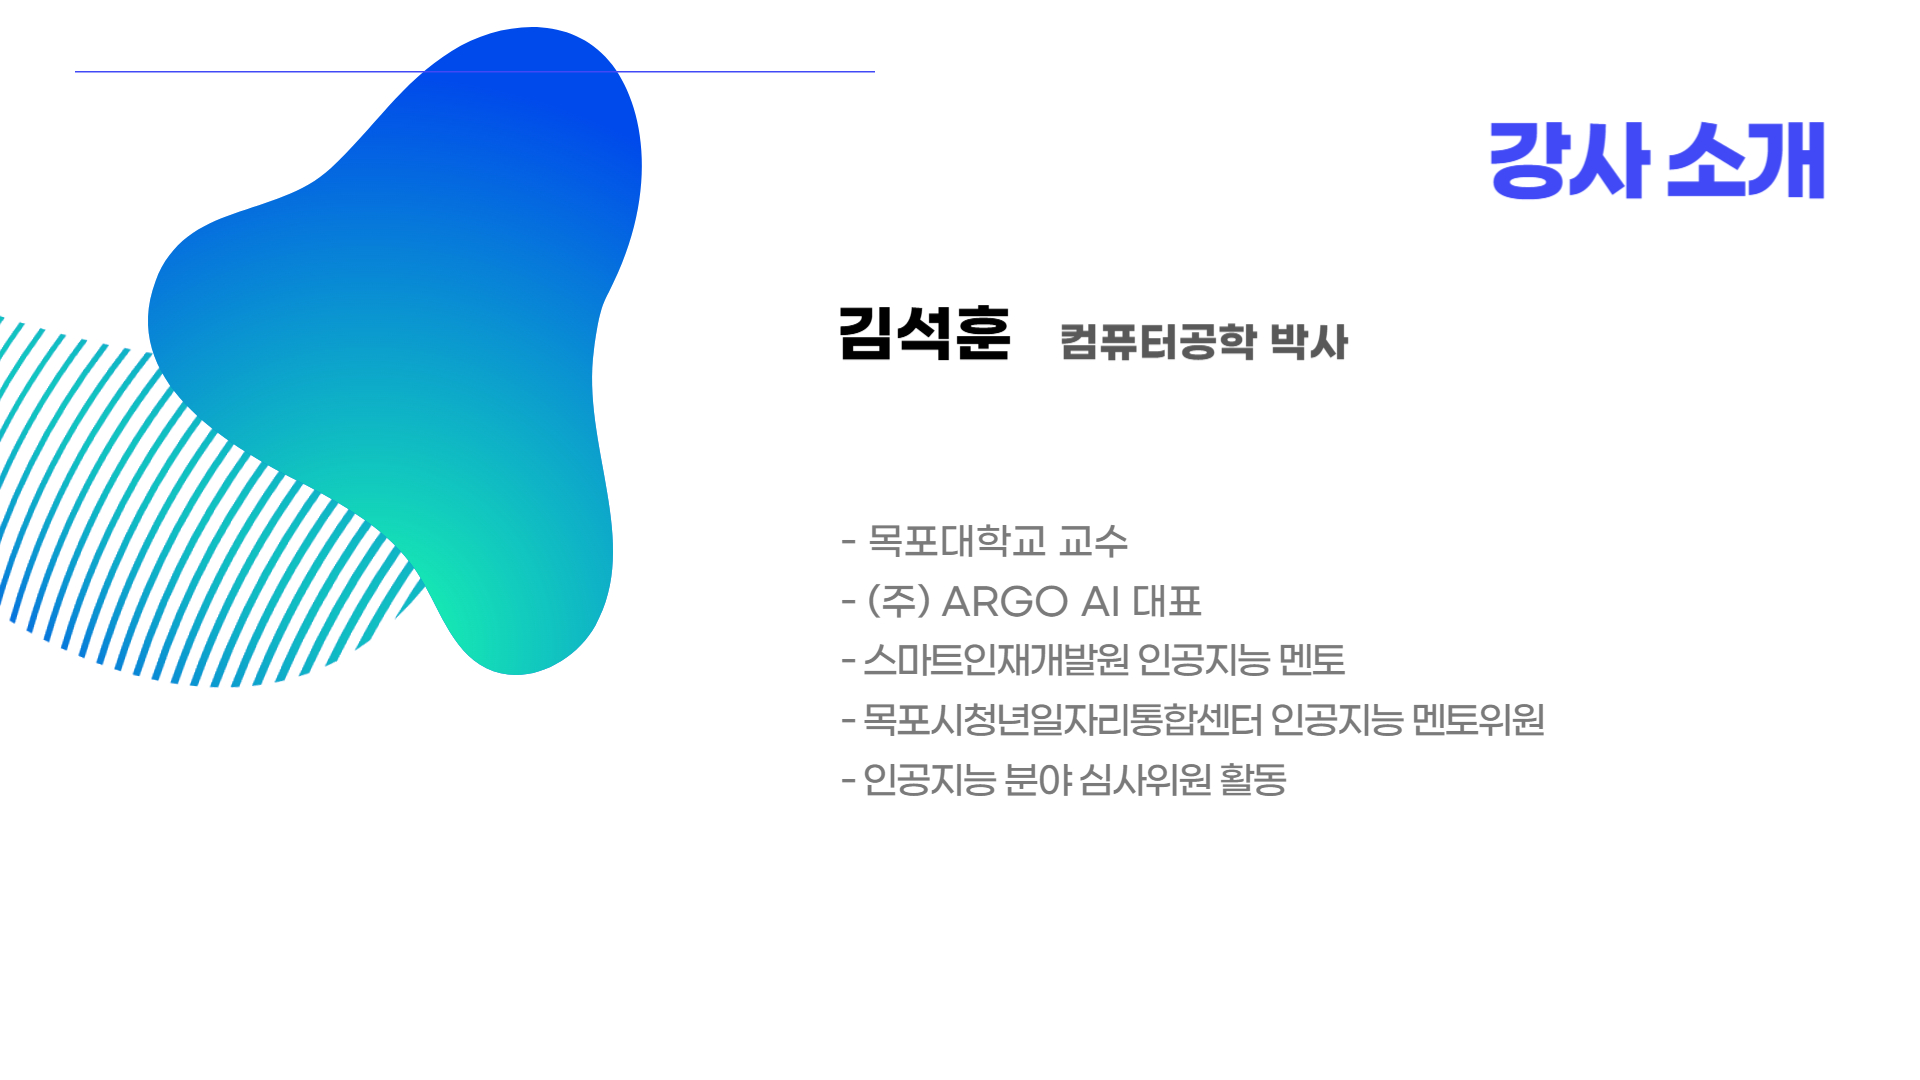 강사 소개
김석훈 컴퓨터공학 박사
- 목포대학교 교수
- (주) ARGO AI 대표
- 스마트인재개발원 인공지능 멘토
- 목포시청년일자리통합센터 인공지능 멘토위원
- 인공지능 분야 심사위원 활동